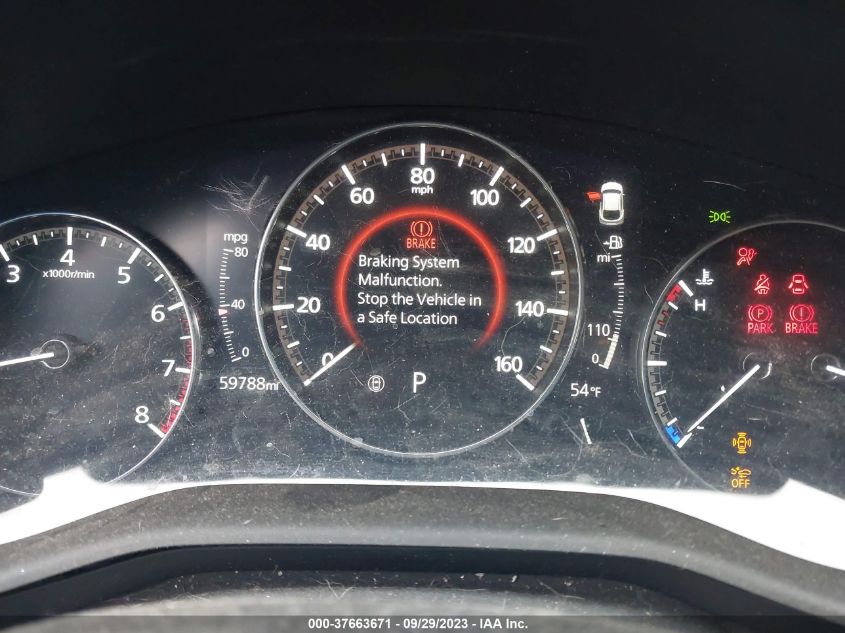 3
4
5
6
7
8
x1000r/min
mpg
80
40
0
59788mi
0
20
40
60
80
mph
100
120
140
160
BRAKE
Braking System
Malfunction.
Stop the Vehicle in
a Safe Location
P
mi
110
0
54°F
H
P
PARK
BRAKE
OFF
000-37663671 - 09/29/2023 - IAA Inc.